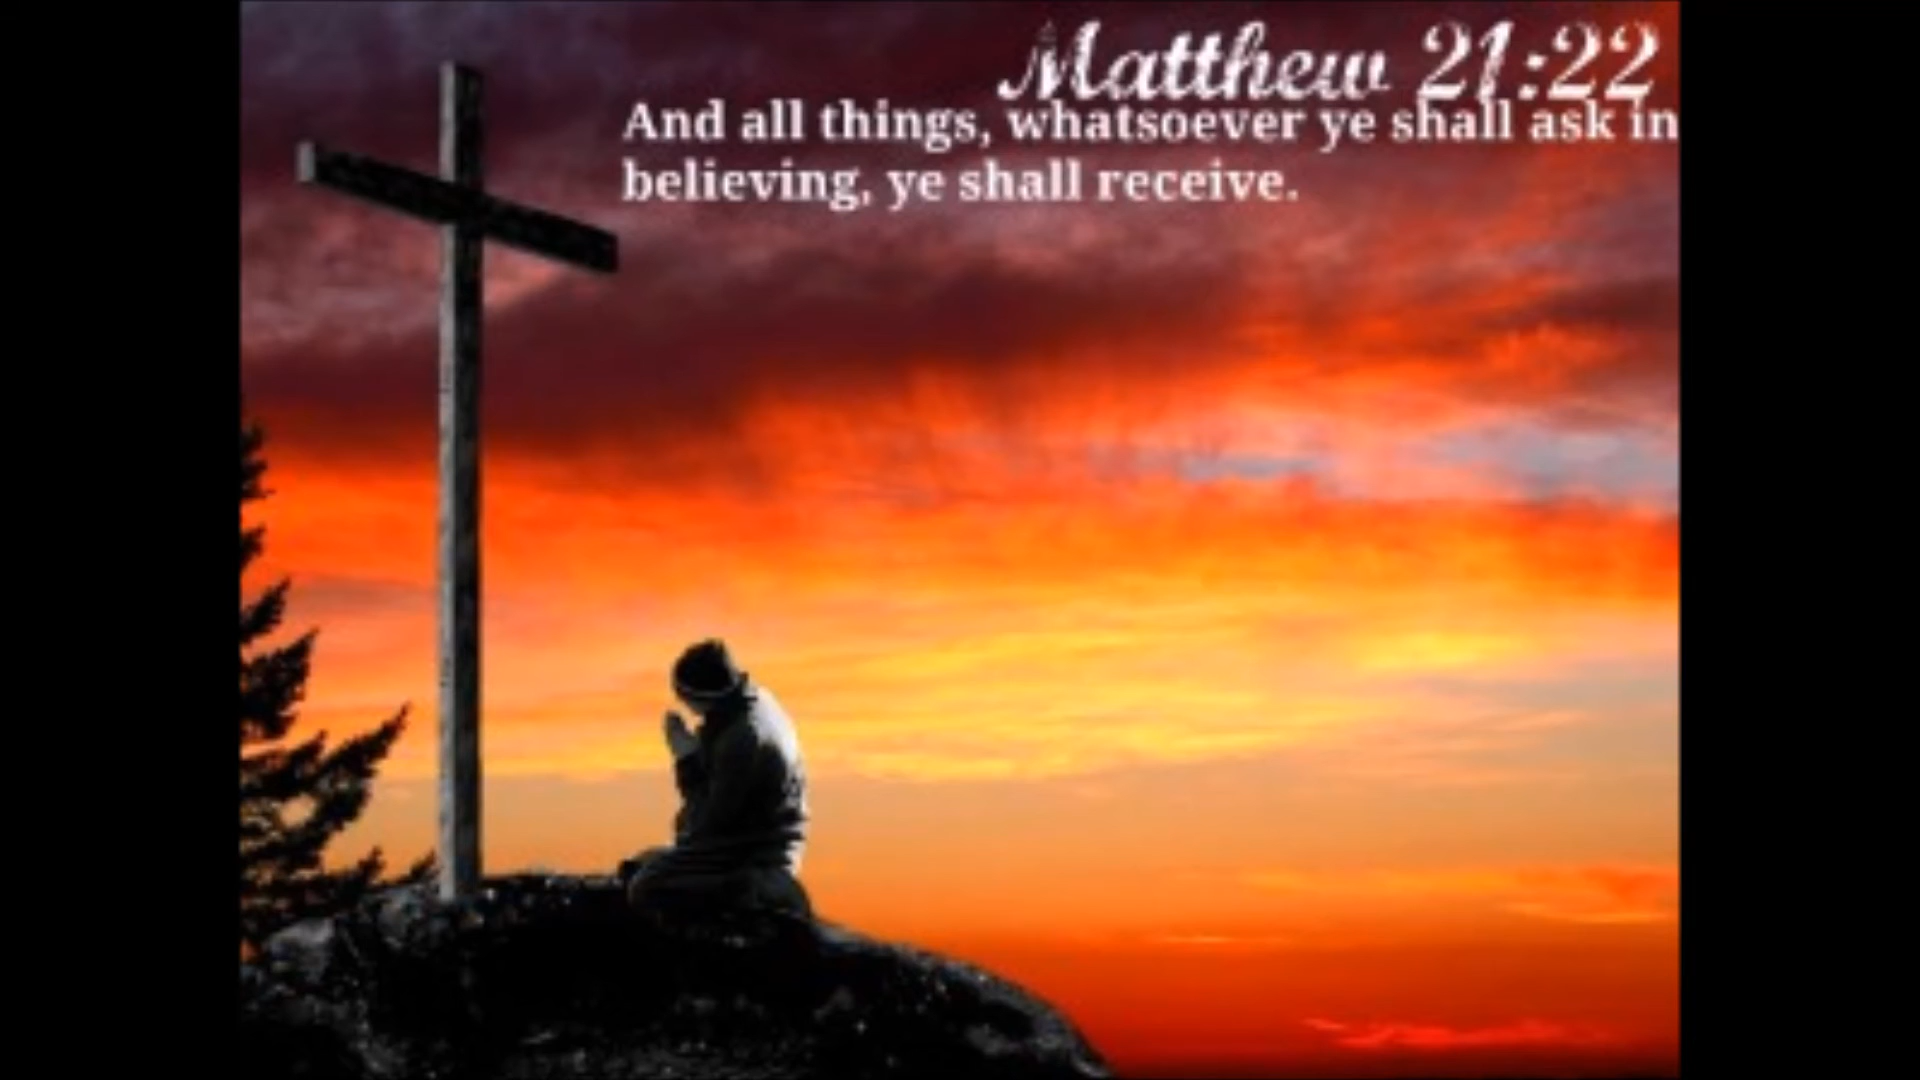 Matthew 21:22
And all things, whatsoever ye shall ask in
believing, ye shall receive.